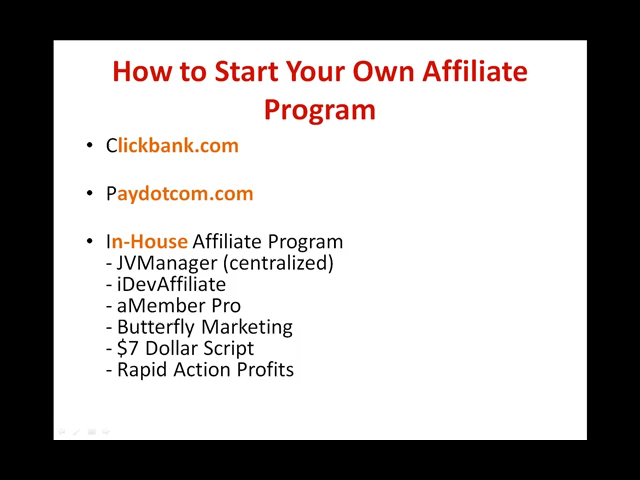 How to Start Your Own Affiliate
Program
• Clickbank.com
• Paydotcom.com
• In-House Affiliate Program
- JVManager (centralized)
- iDevAffiliate
- aMember Pro
- Butterfly Marketing
- $7 Dollar Script
- Rapid Action Profits